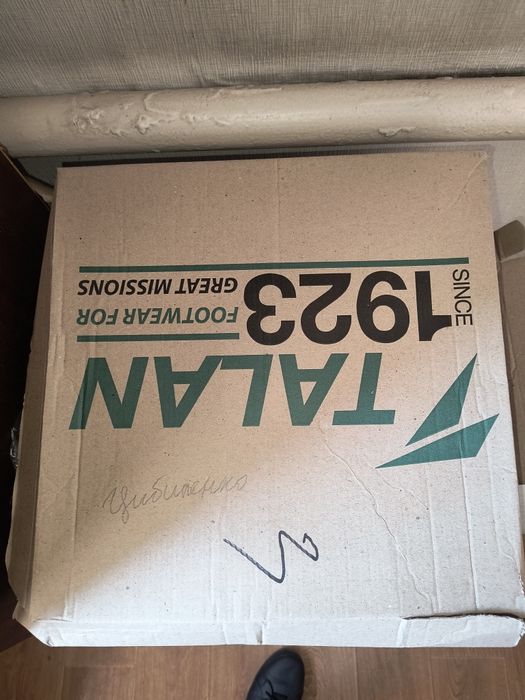 TALAN
SINCE 1923
FOOTWEAR FOR
GREAT MISSIONS